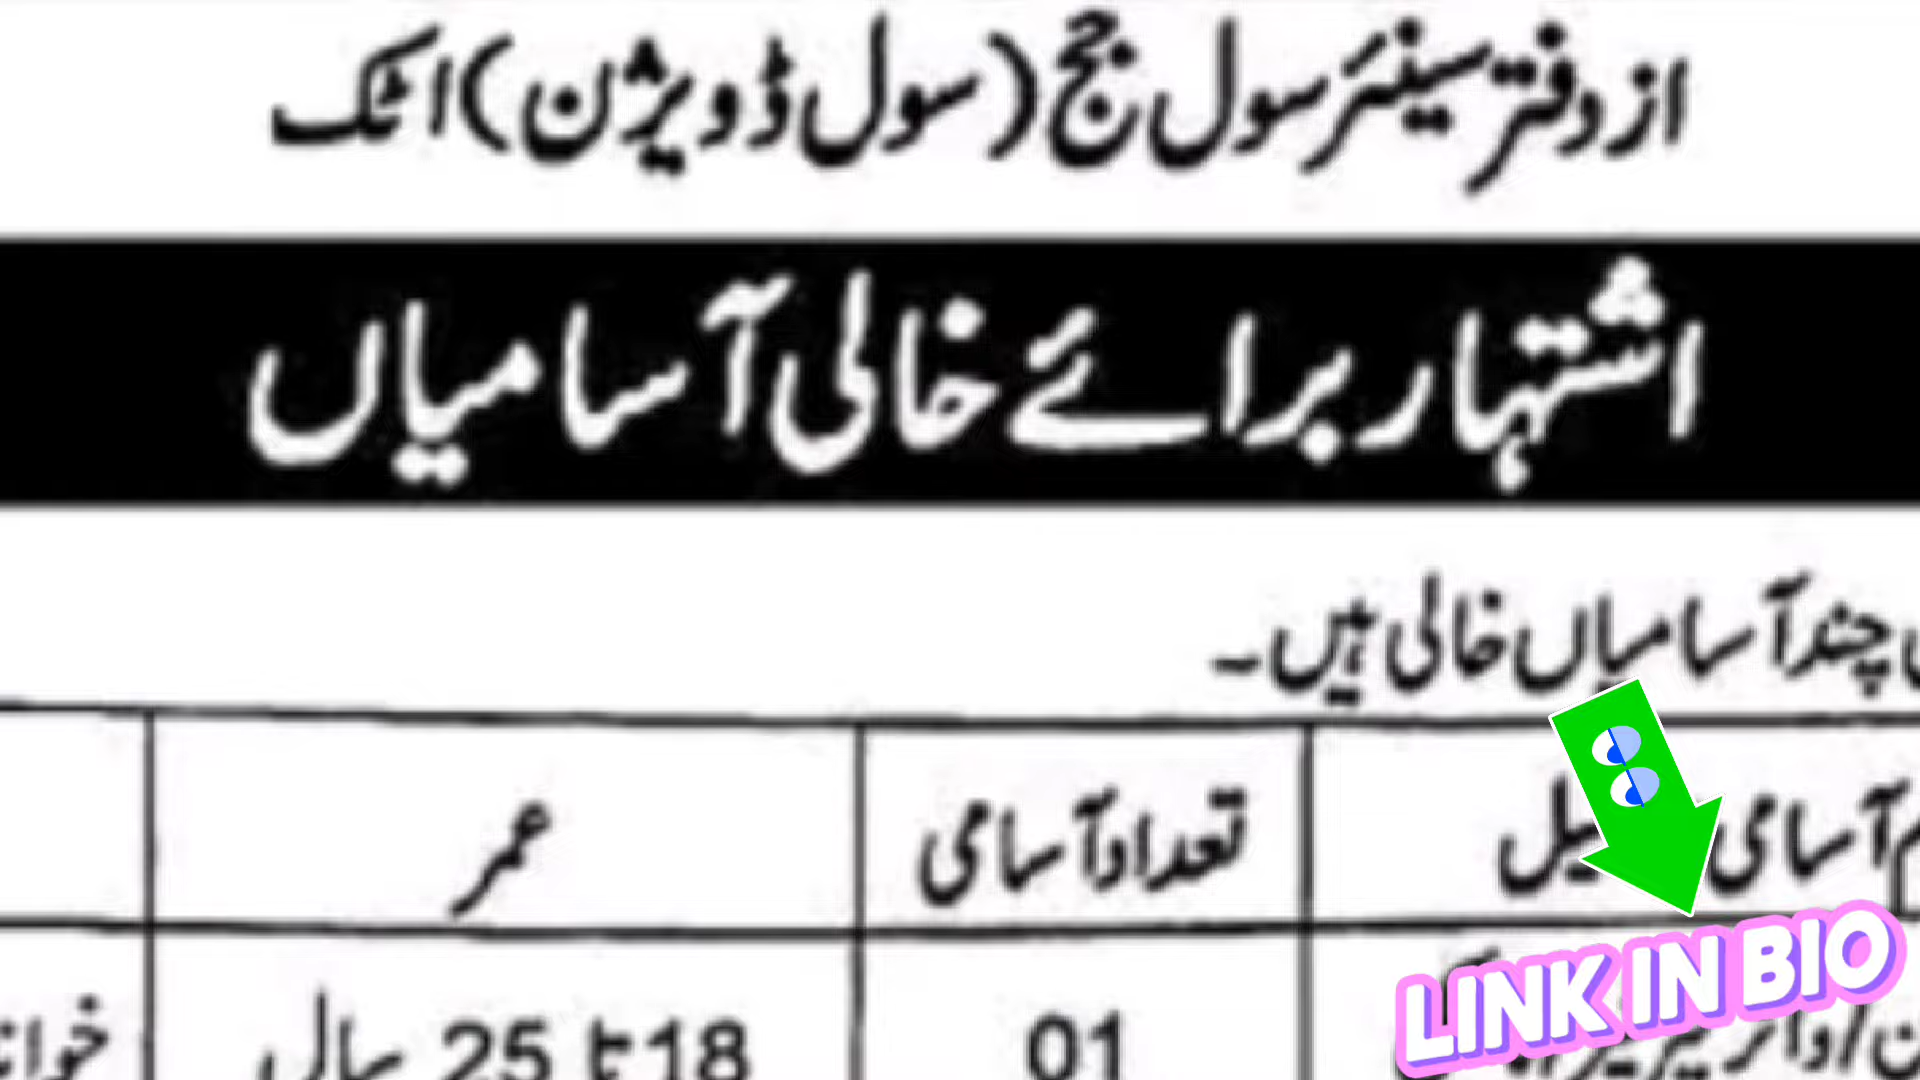 از دفتر سینئر سول جج (سول ڈویژن) اٹک
اشتہار برائے خالی آسامیاں
چند آسامیاں خالی ہیں۔
آسامی
تعداد آسامی
عمر
01
18 تا 25 سال
LINK IN BIO